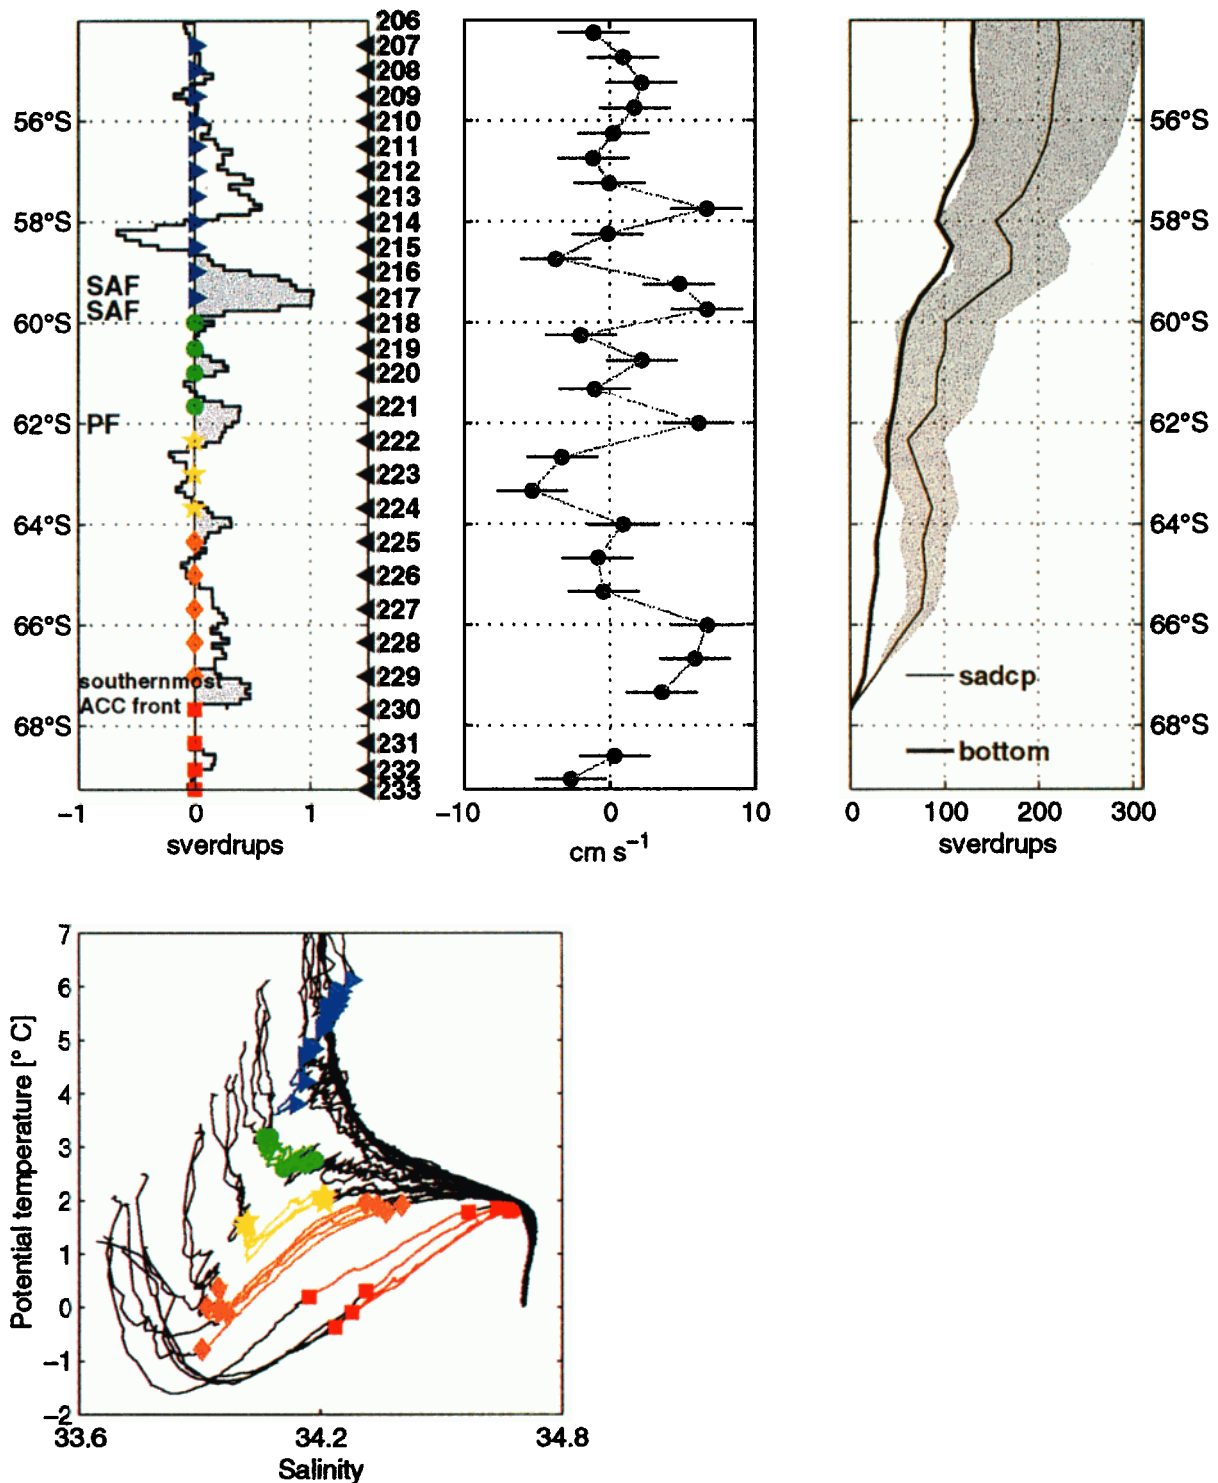 206
207
208
209
210
211
212
213
214
215
216
217
218
219
220
221
222
223
224
225
226
227
228
229
230
231
232
233
56°S
58°S
60°S
62°S
64°S
66°S
68°S
SAF
SAF
PF
southernmost
ACC front
−1
0
1
sverdrups
−10
0
10
cm s⁻¹
56°S
58°S
60°S
62°S
64°S
66°S
68°S
sadcp
bottom
0
100
200
300
sverdrups
7
6
5
4
3
2
1
0
−1
−2
Potential temperature [° C]
33.6
34.2
34.8
Salinity